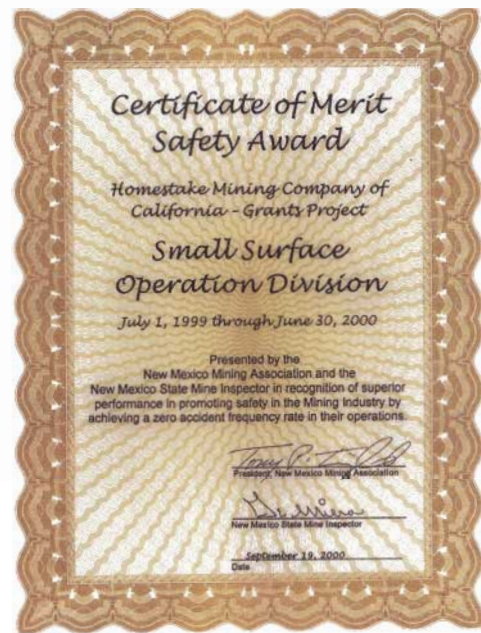 Certificate of Merit
Safety Award
Homestake Mining Company of
California - Grants Project
Small Surface
Operation Division
July 1, 1999 through June 30, 2000
Presented by the
New Mexico Mining Association and the
New Mexico State Mine Inspector in recognition of superior
performance in promoting safety in the Mining Industry by
achieving a zero accident frequency rate in their operations.
President, New Mexico Mining Association
New Mexico State Mine Inspector
September 19, 2000
Date